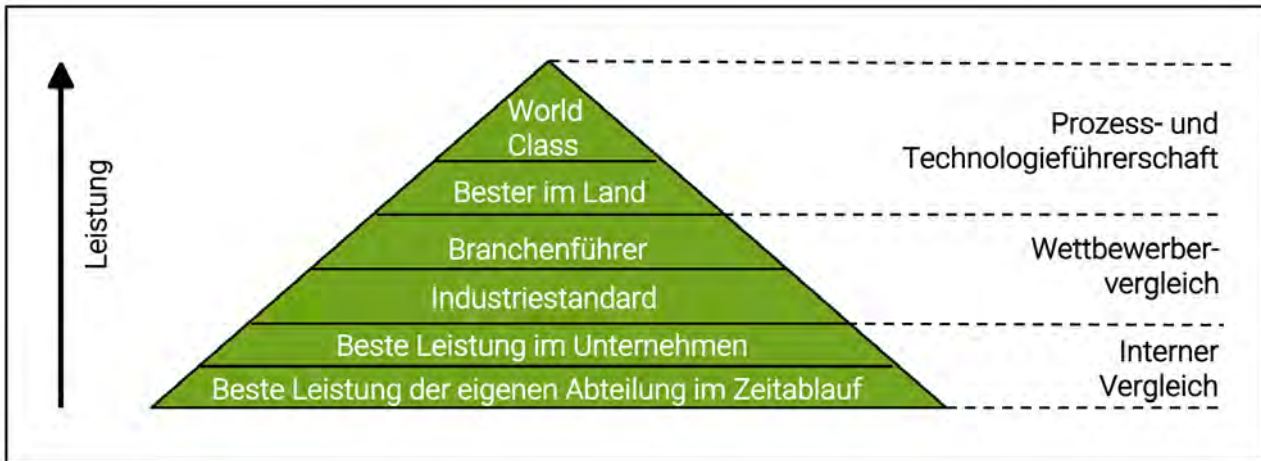 Leistung
World
Class
Bester im Land
Branchenführer
Industriestandard
Beste Leistung im Unternehmen
Beste Leistung der eigenen Abteilung im Zeitablauf
Prozess- und
Technologieführerschaft
Wettbewerber-
vergleich
Interner
Vergleich